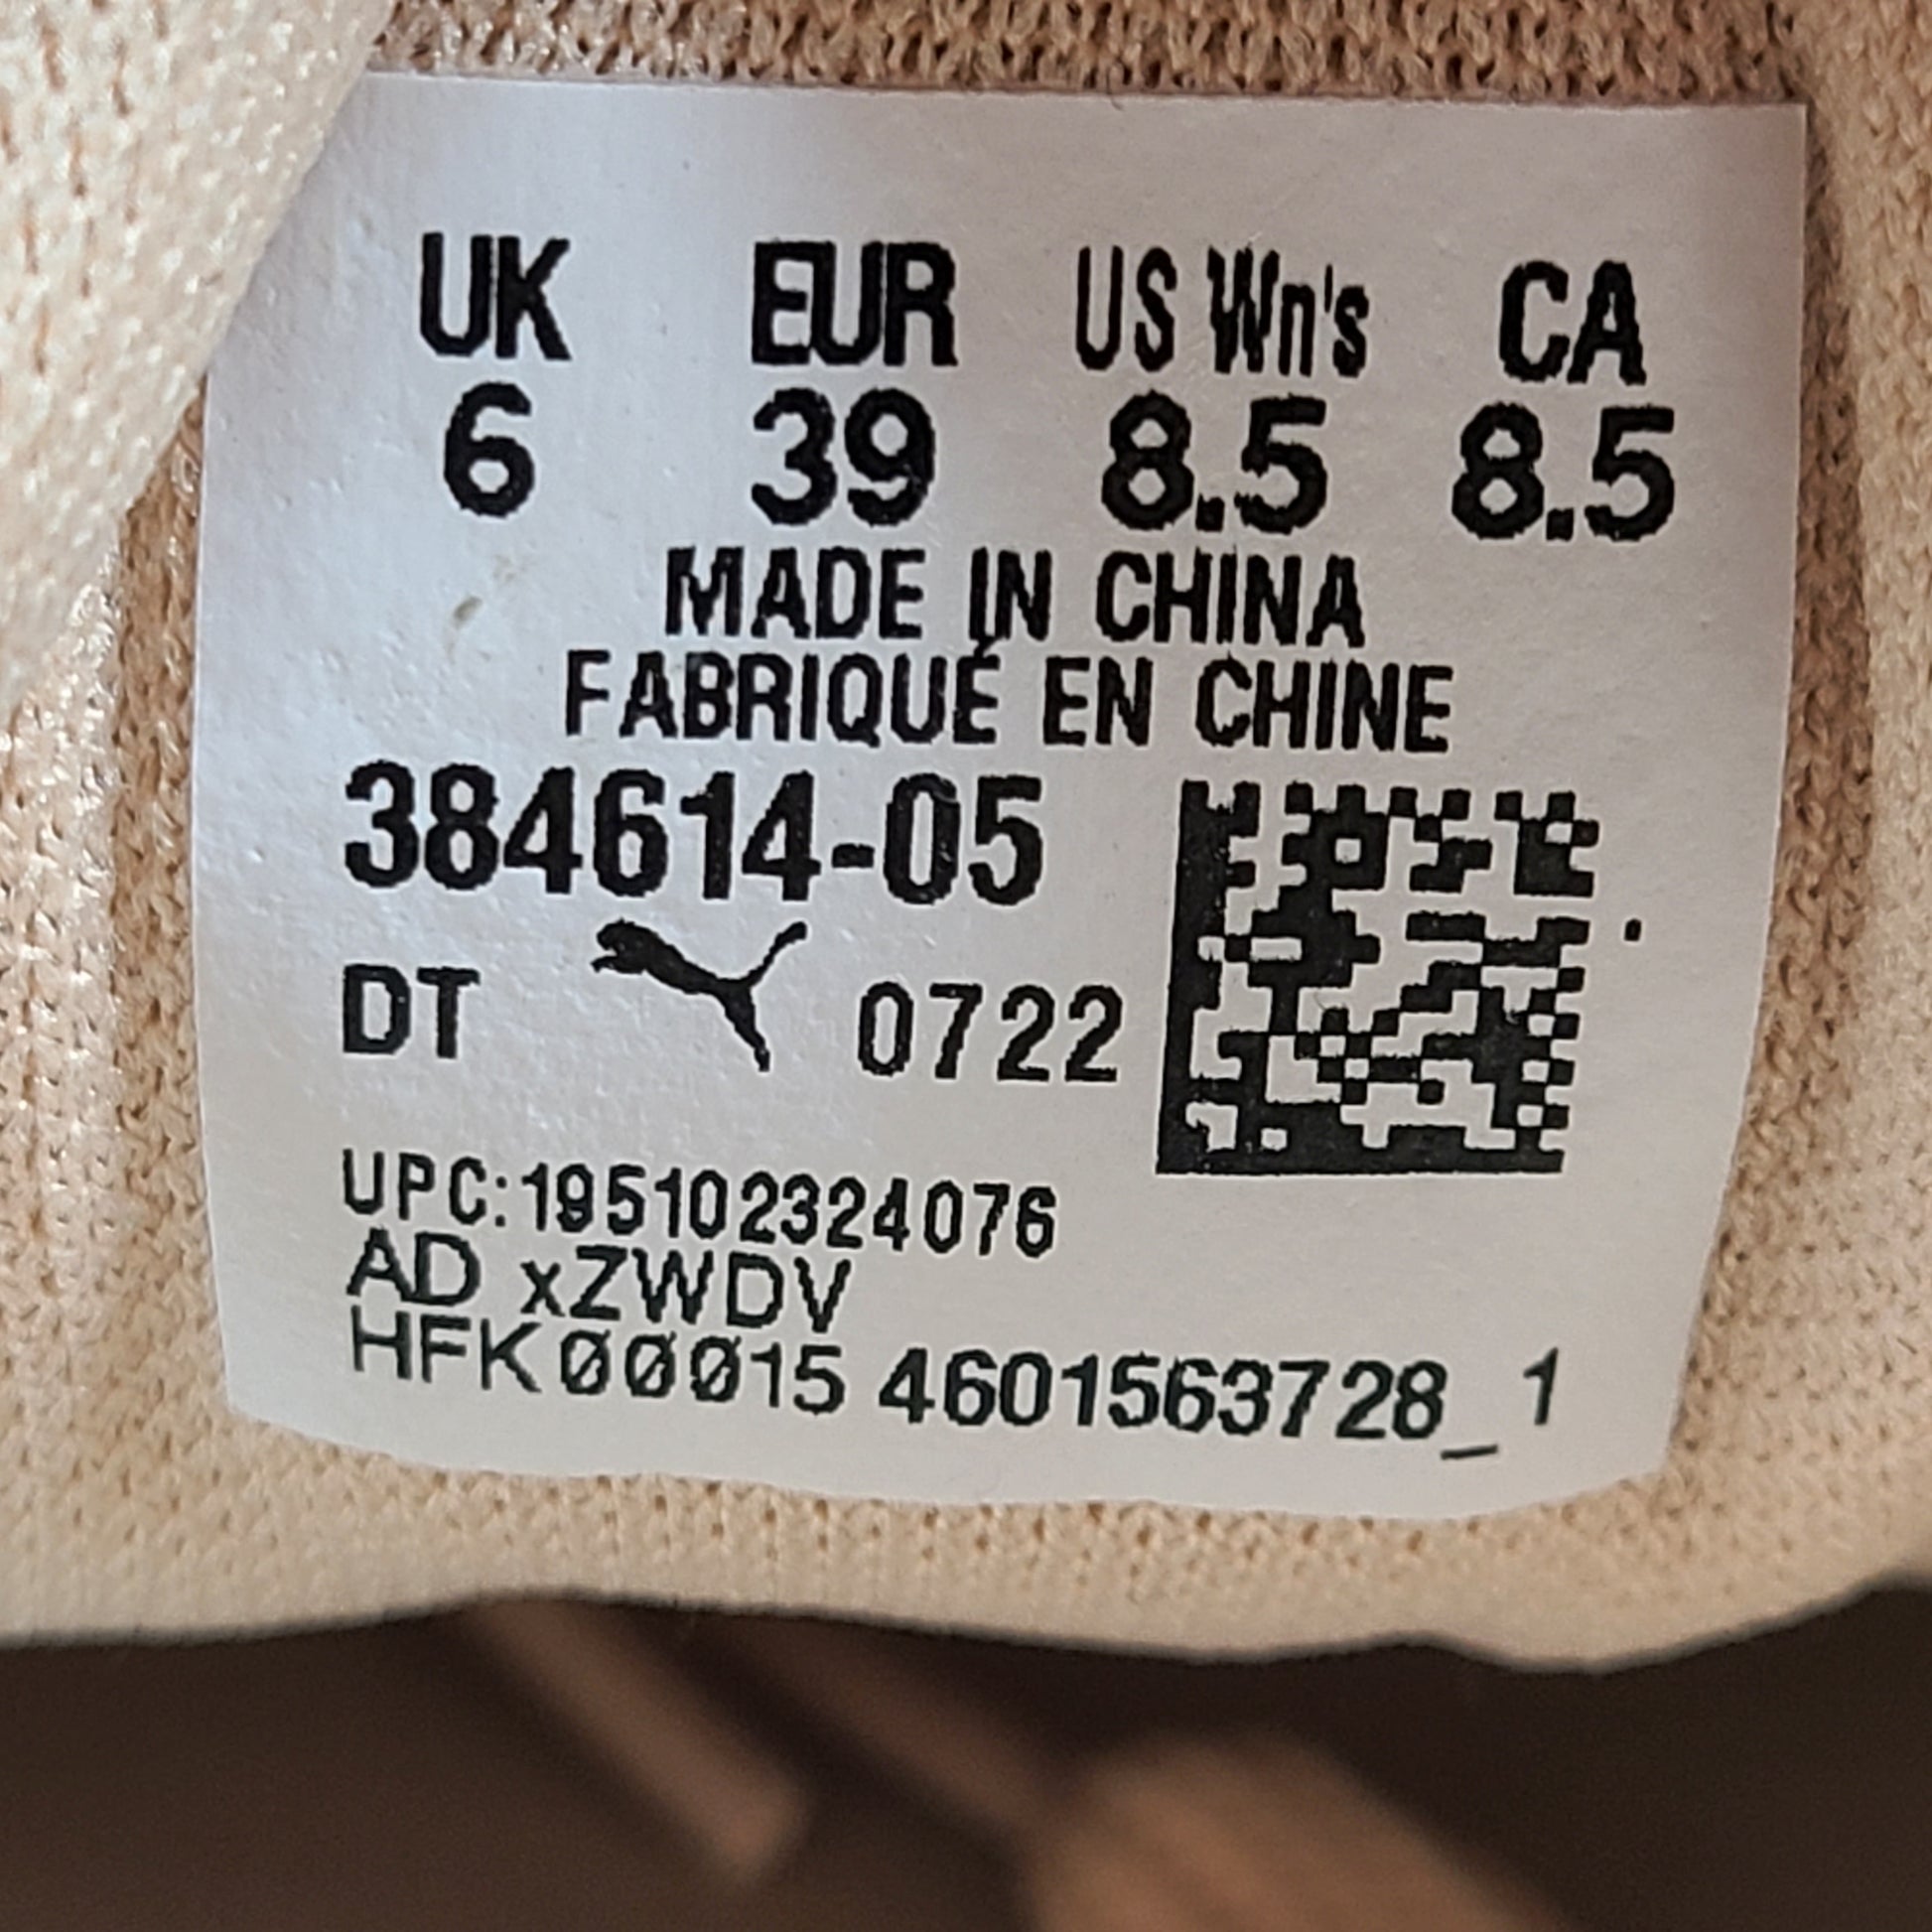 UK EUR US Wn's CA
6 39 8.5 8.5
MADE IN CHINA
FABRIQUÉ EN CHINE
384614-05
DT 0722
UPC:195102324076
AD xZWDV
HFK00015 4601563728_1